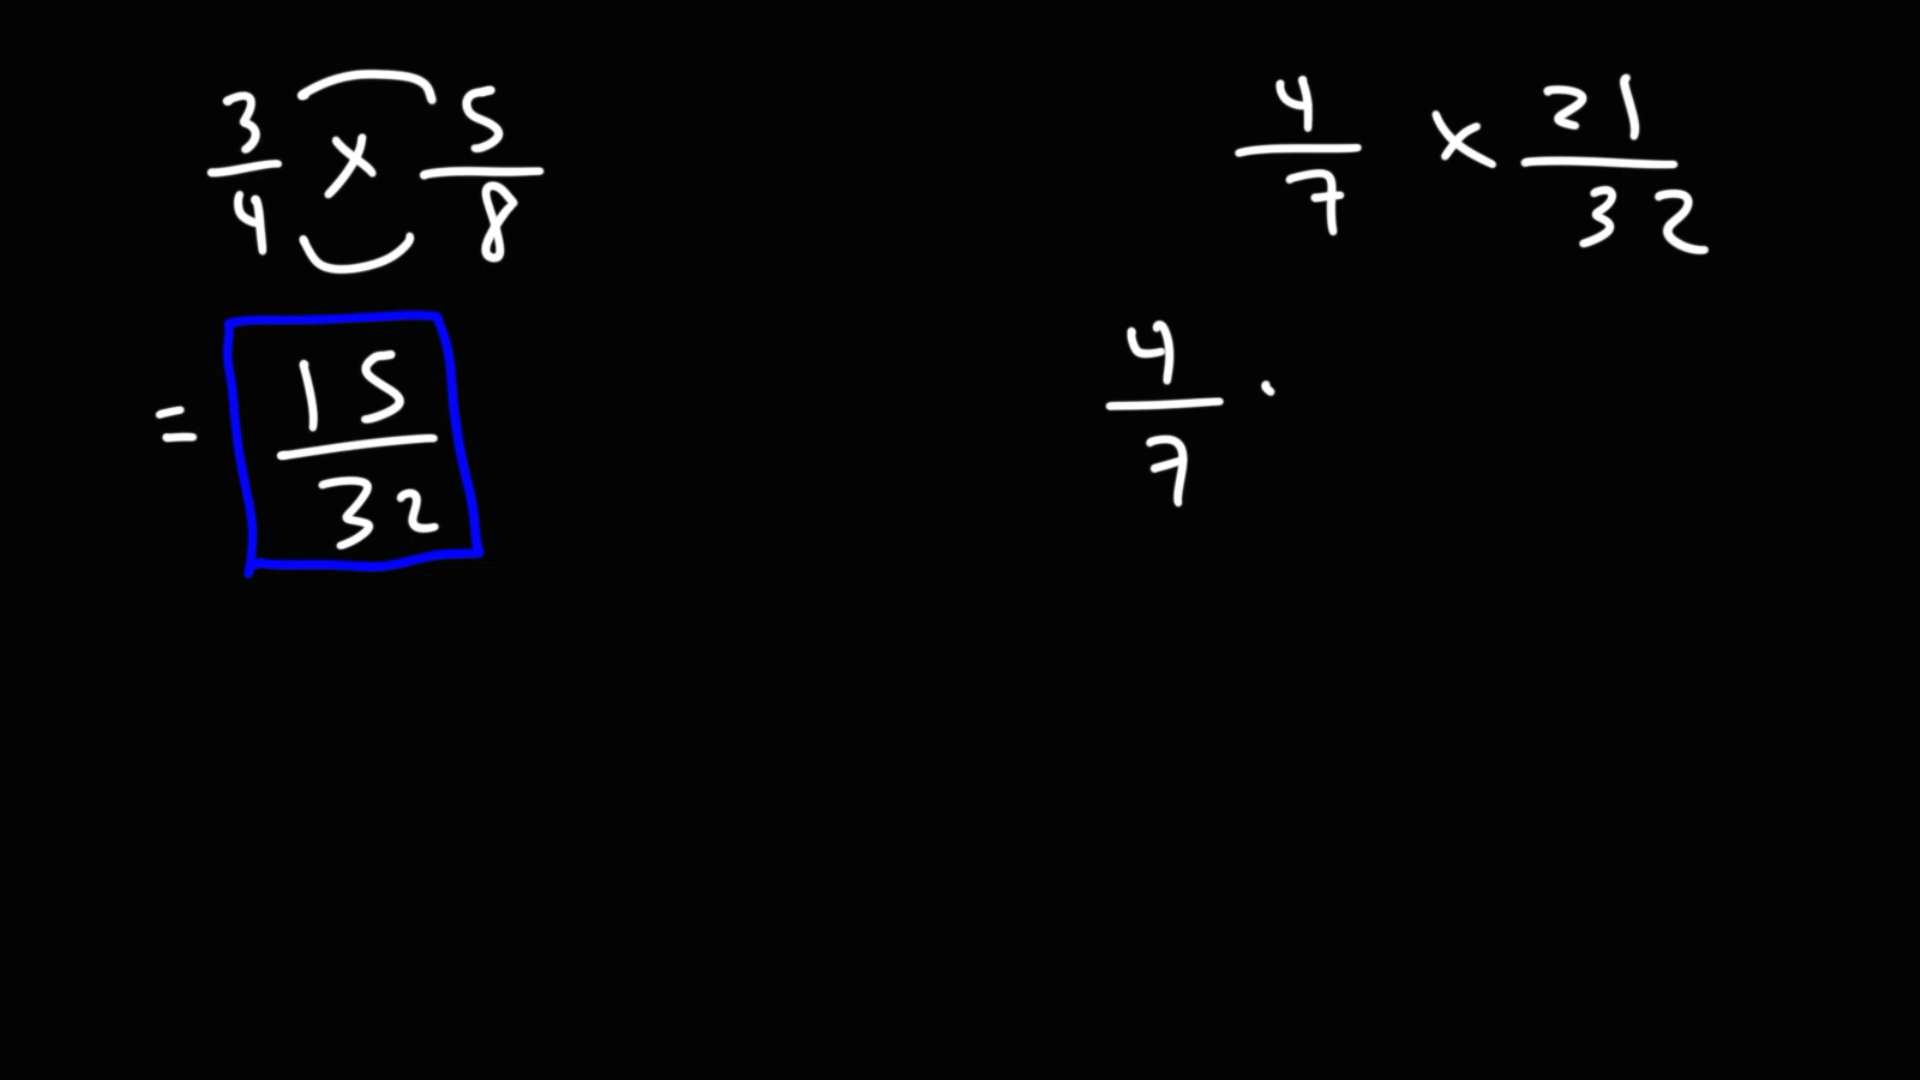 3/4 × 5/8
= 15/32
4/7 × 21/32
4/7 ·